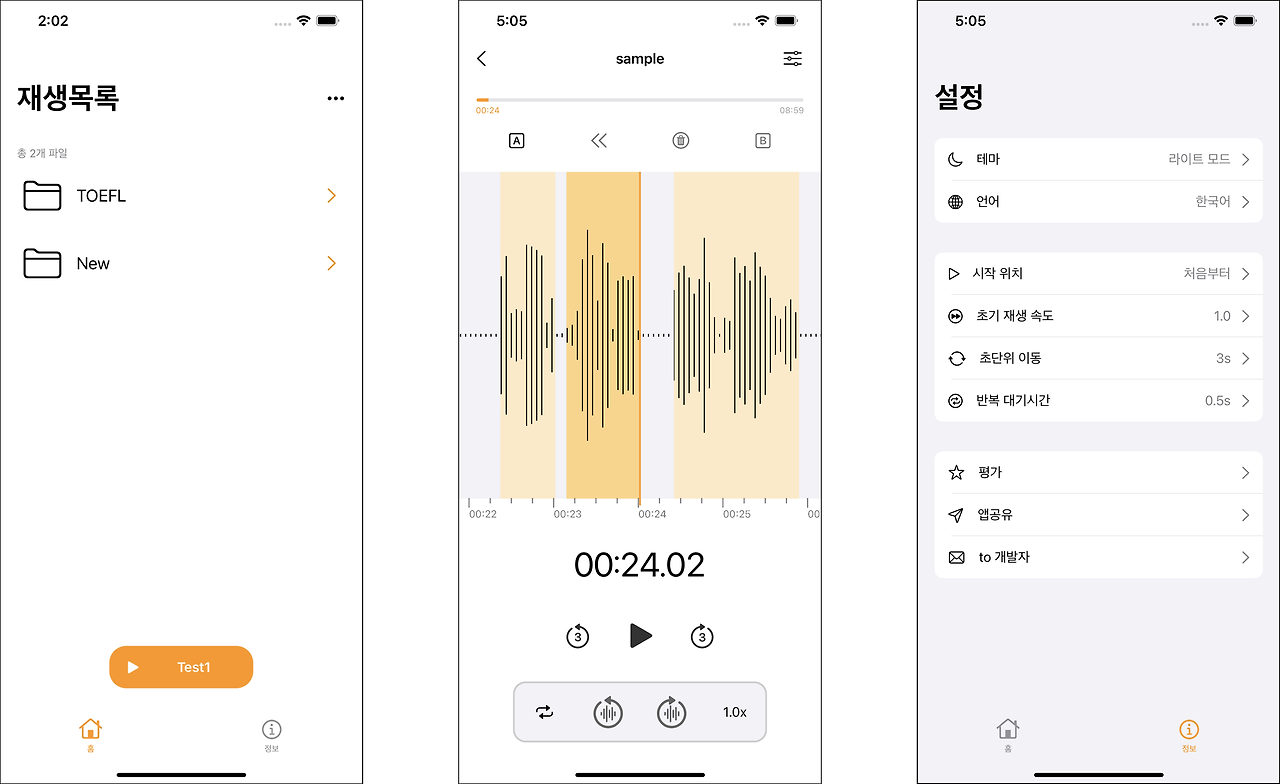 2:02
재생목록
총 2개 파일
TOEFL
New
Test1
홈
정보
5:05
sample
00:24
08:59
A
B
00:22
00:23
00:24
00:25
00
00:24.02
3
3
1.0x
5:05
설정
테마
라이트 모드
언어
한국어
시작 위치
처음부터
초기 재생 속도
1.0
초단위 이동
3s
반복 대기시간
0.5s
평가
앱공유
to 개발자
홈
정보